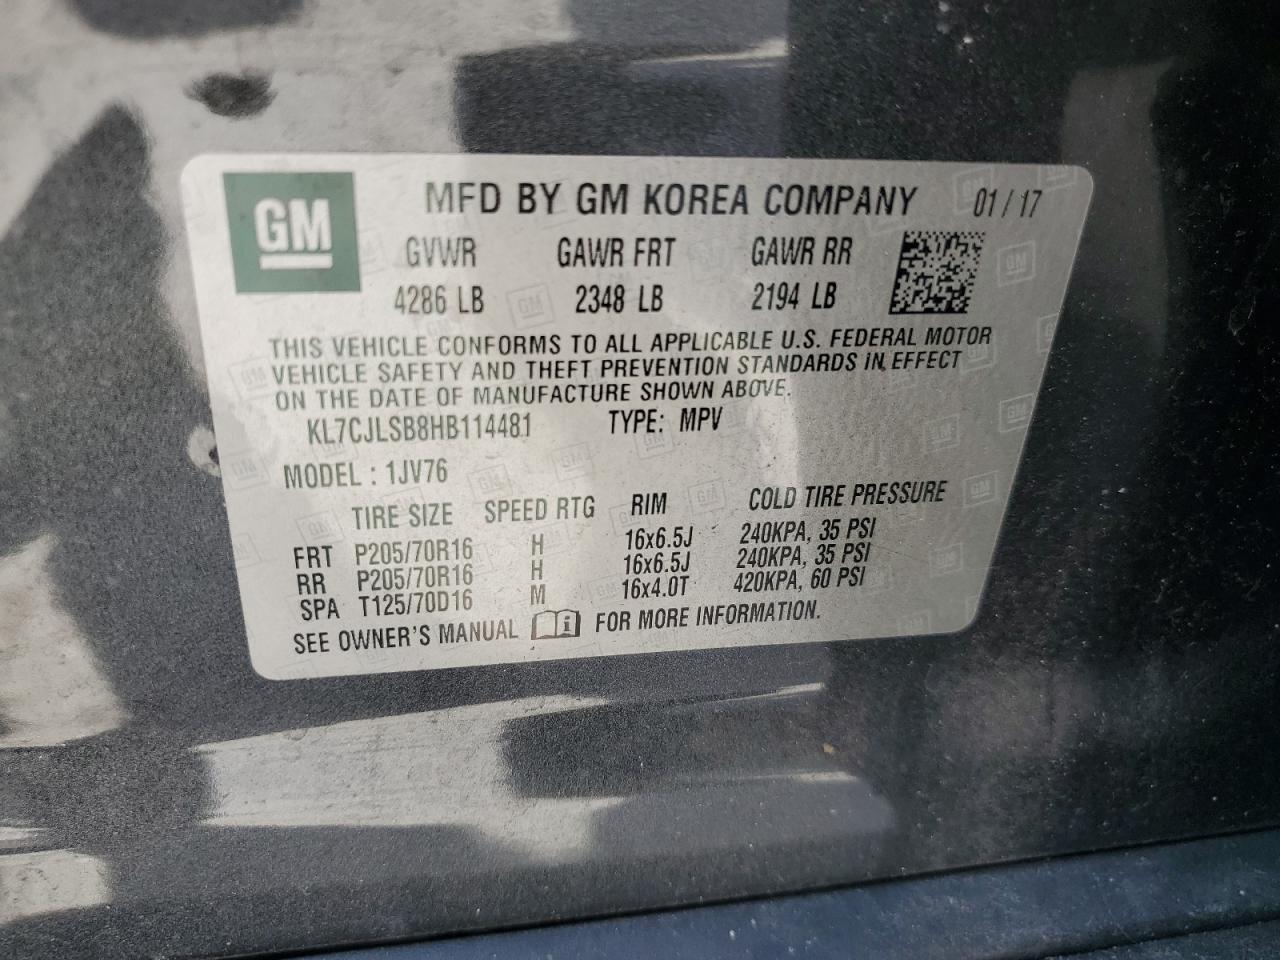 GM
MFD BY GM KOREA COMPANY 01/17
GVWR GAWR FRT GAWR RR
4286 LB 2348 LB 2194 LB
THIS VEHICLE CONFORMS TO ALL APPLICABLE U.S. FEDERAL MOTOR
VEHICLE SAFETY AND THEFT PREVENTION STANDARDS IN EFFECT
ON THE DATE OF MANUFACTURE SHOWN ABOVE.
KL7CJLSB8HB114481 TYPE: MPV
MODEL : 1JV76
TIRE SIZE SPEED RTG RIM COLD TIRE PRESSURE
FRT P205/70R16 H 16x6.5J 240KPA, 35 PSI
RR P205/70R16 H 16x6.5J 240KPA, 35 PSI
SPA T125/70D16 M 16x4.0T 420KPA, 60 PSI
SEE OWNER'S MANUAL i FOR MORE INFORMATION.